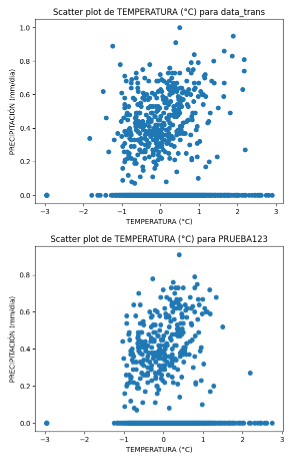 Scatter plot de TEMPERATURA (°C) para data_trans
1.0
0.8
0.6
0.4
0.2
0.0
PRECIPITACIÓN (mm/día)
−3 −2 −1 0 1 2 3
TEMPERATURA (°C)
Scatter plot de TEMPERATURA (°C) para PRUEBA123
0.8
0.6
0.4
0.2
0.0
PRECIPITACIÓN (mm/día)
−3 −2 −1 0 1 2 3
TEMPERATURA (°C)